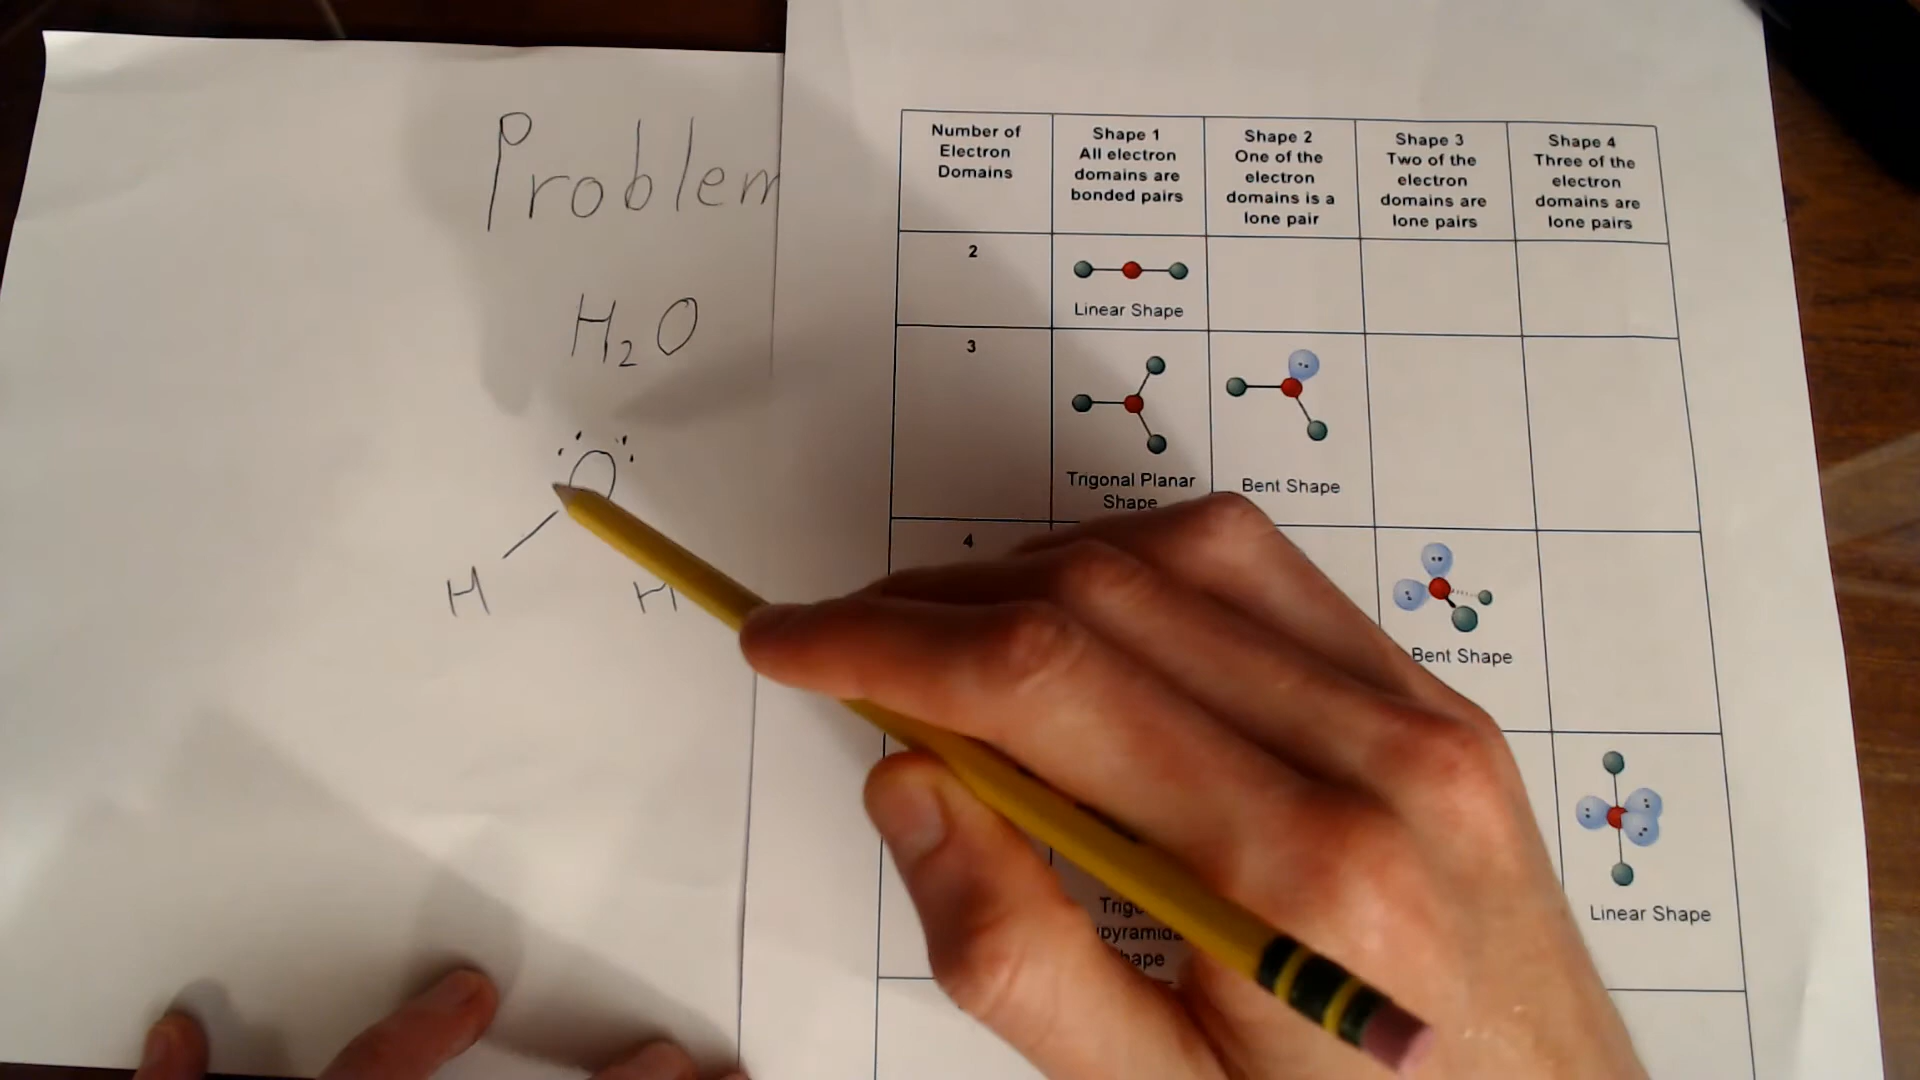 Problem
H₂O
O
H H
Number of
Electron
Domains
Shape 1
All electron
domains are
bonded pairs
Shape 2
One of the
electron
domains is a
lone pair
Shape 3
Two of the
electron
domains are
lone pairs
Shape 4
Three of the
electron
domains are
lone pairs
2
Linear Shape
3
Trigonal Planar
Shape
Bent Shape
4
Bent Shape
Linear Shape